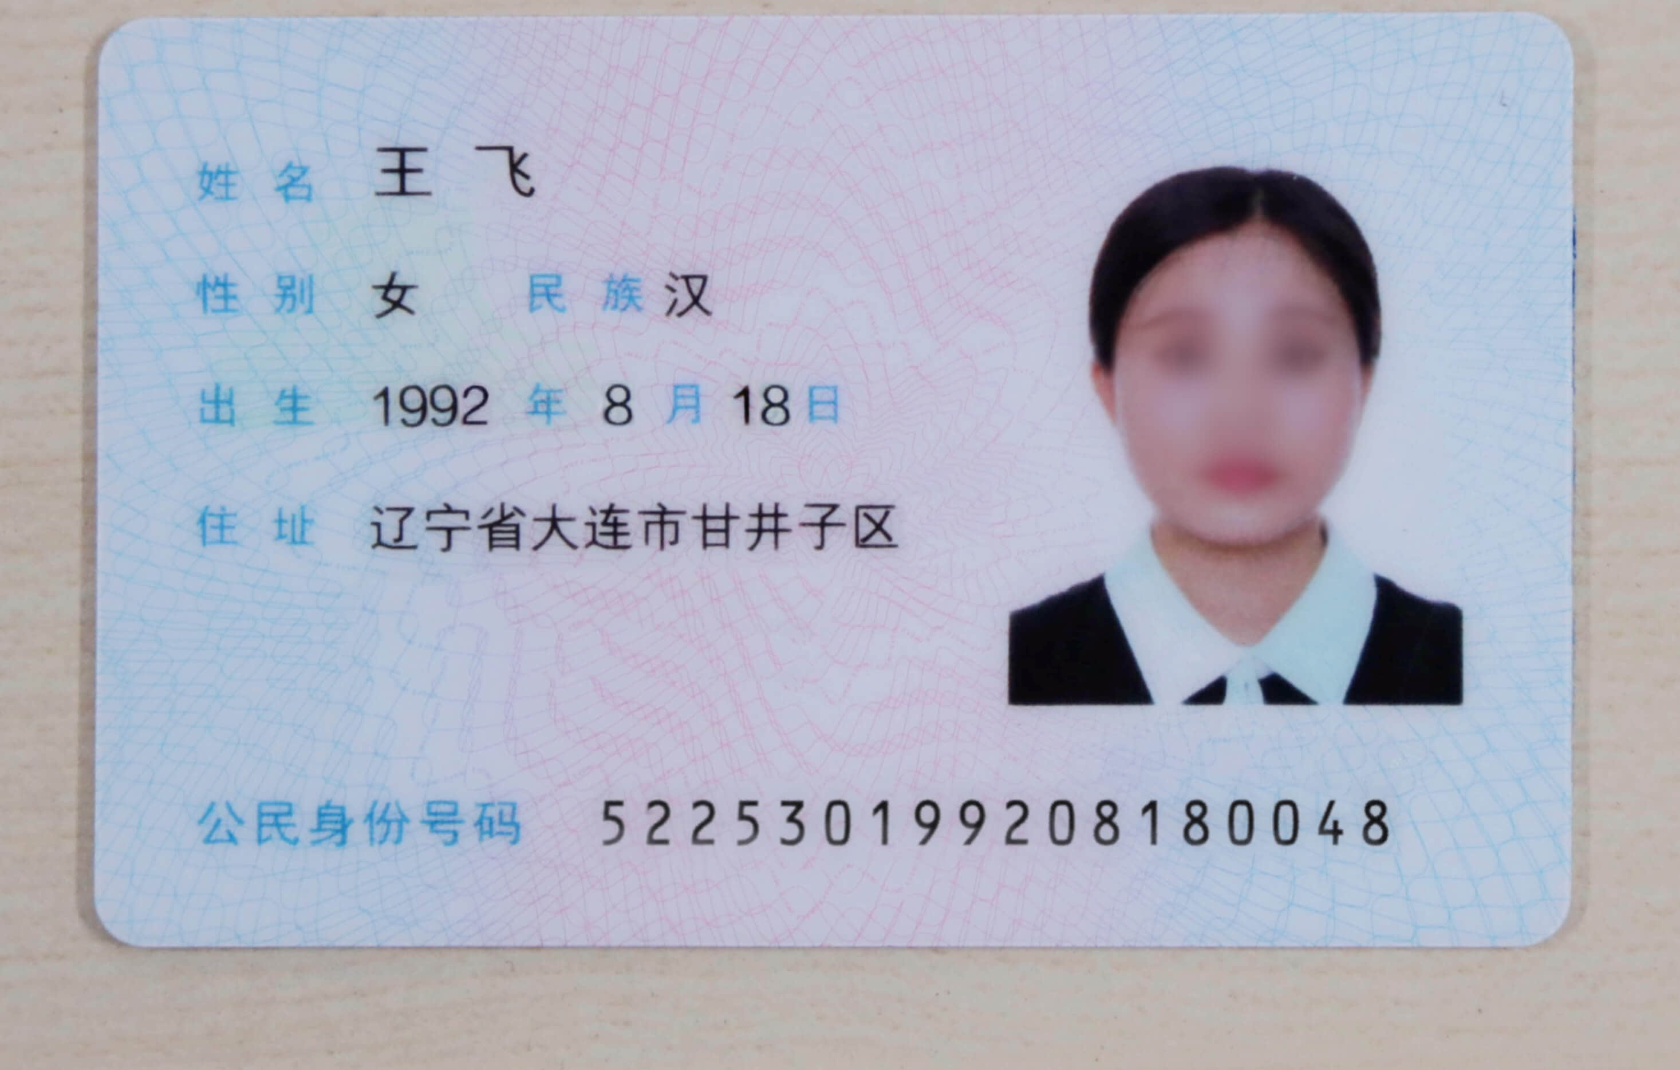 姓名 王飞
性别 女 民族 汉
出生 1992 年 8 月 18 日
住址 辽宁省大连市甘井子区
公民身份号码 522530199208180048